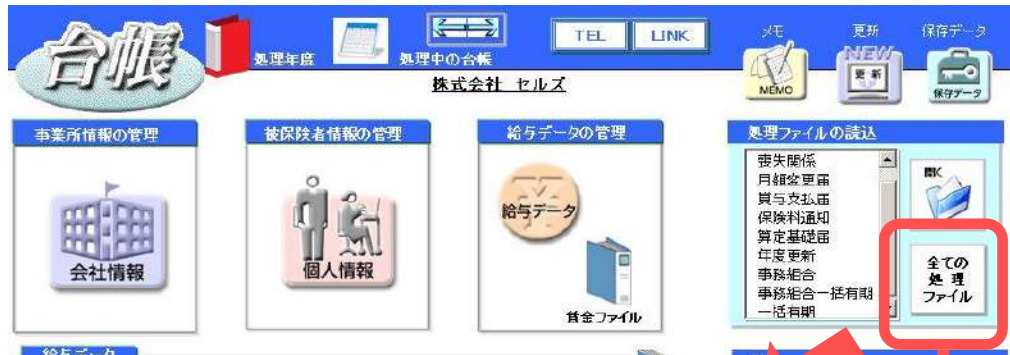 台帳
処理年度
処理中の台帳
TEL
LINK
メモ
更新
保存データ
MEMO
NEW
更新
保存データ
株式会社 セルズ
事業所情報の管理
被保険者情報の管理
給与データの管理
処理ファイルの読込
会社情報
個人情報
給与データ
賃金ファイル
喪失関係
月額変更届
賞与支払届
保険料通知
算定基礎届
年度更新
事務組合
事務組合一括有期
一括有期
開く
全ての
処 理
ファイル
給与データ